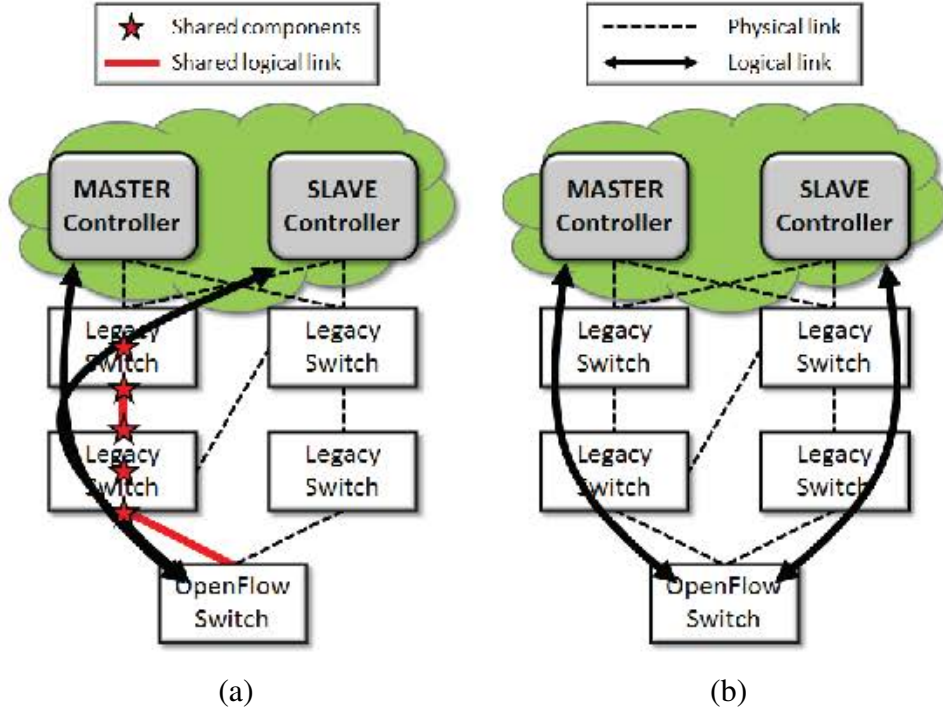 Shared components
Shared logical link
Physical link
Logical link
MASTER
Controller
SLAVE
Controller
MASTER
Controller
SLAVE
Controller
Legacy
Switch
Legacy
Switch
Legacy
Switch
Legacy
Switch
Legacy
Switch
Legacy
Switch
Legacy
Switch
Legacy
Switch
OpenFlow
Switch
OpenFlow
Switch
(a)
(b)